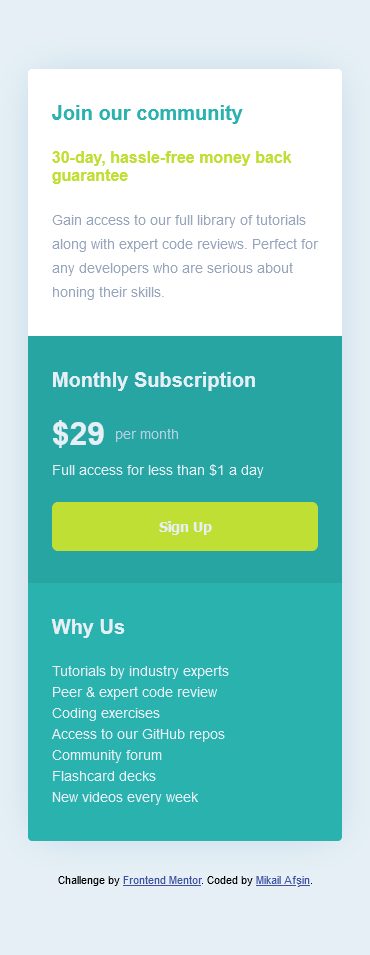 Join our community
30-day, hassle-free money back
guarantee
Gain access to our full library of tutorials
along with expert code reviews. Perfect for
any developers who are serious about
honing their skills.
Monthly Subscription
$29 per month
Full access for less than $1 a day
Sign Up
Why Us
Tutorials by industry experts
Peer & expert code review
Coding exercises
Access to our GitHub repos
Community forum
Flashcard decks
New videos every week
Challenge by Frontend Mentor. Coded by Mikail Afşin.